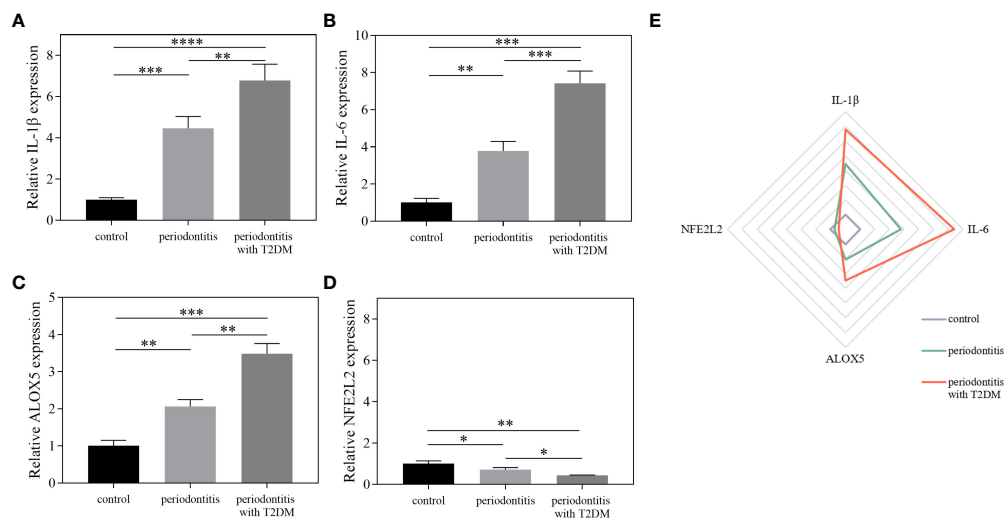 A
Relative IL-1β expression
8
6
4
2
0
****
***
**
control
periodontitis
periodontitis
with T2DM
B
Relative IL-6 expression
10
8
6
4
2
0
***
**
***
control
periodontitis
periodontitis
with T2DM
C
Relative ALOX5 expression
5
4
3
2
1
0
***
**
**
control
periodontitis
periodontitis
with T2DM
D
Relative NFE2L2 expression
8
6
4
2
0
**
*
*
control
periodontitis
periodontitis
with T2DM
E
IL-1β
NFE2L2
IL-6
ALOX5
control
periodontitis
periodontitis
with T2DM